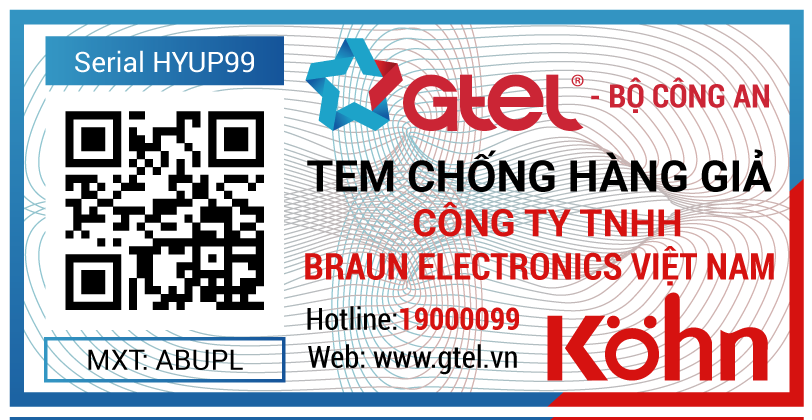 Serial HYUP99
Gtel® - BỘ CÔNG AN
TEM CHỐNG HÀNG GIẢ
CÔNG TY TNHH
BRAUN ELECTRONICS VIỆT NAM
Hotline:19000099
Web: www.gtel.vn
MXT: ABUPL
Köhn